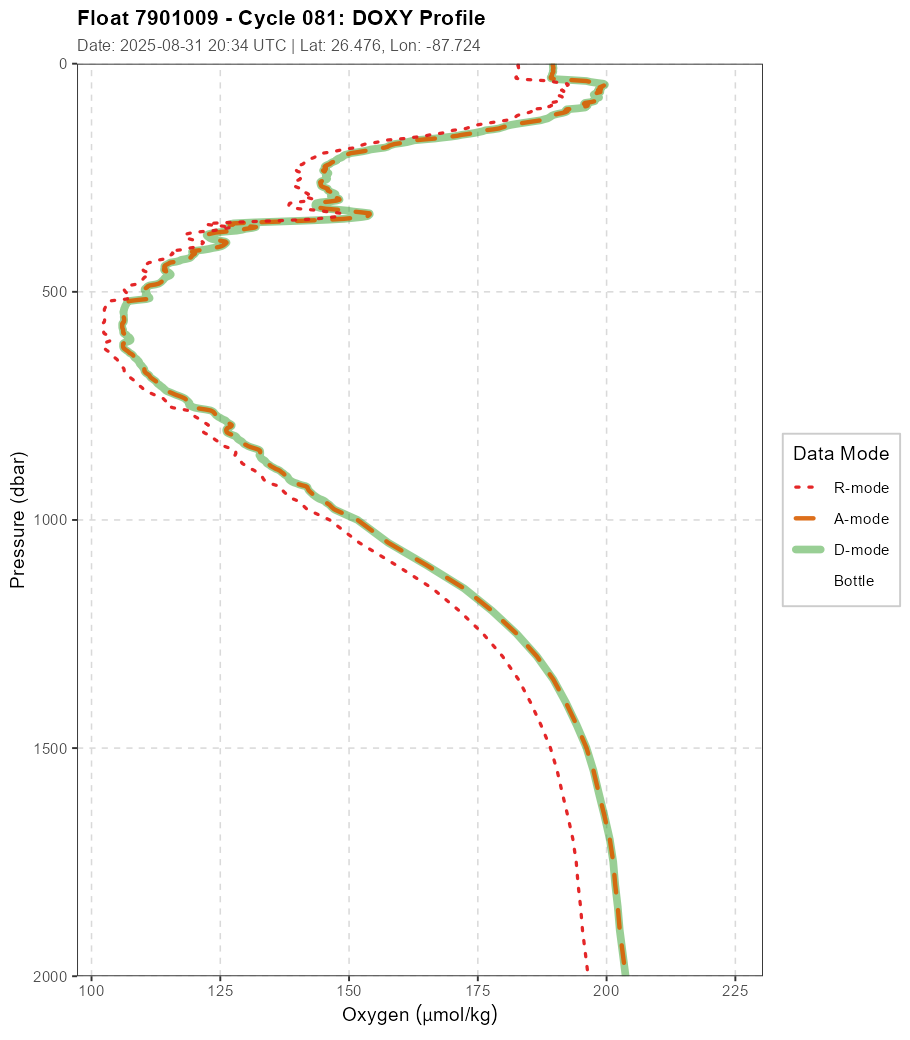 Float 7901009 - Cycle 081: DOXY Profile
Date: 2025-08-31 20:34 UTC | Lat: 26.476, Lon: -87.724
0
500
1000
1500
2000
Pressure (dbar)
100 125 150 175 200 225
Oxygen (μmol/kg)
Data Mode
R-mode
A-mode
D-mode
Bottle